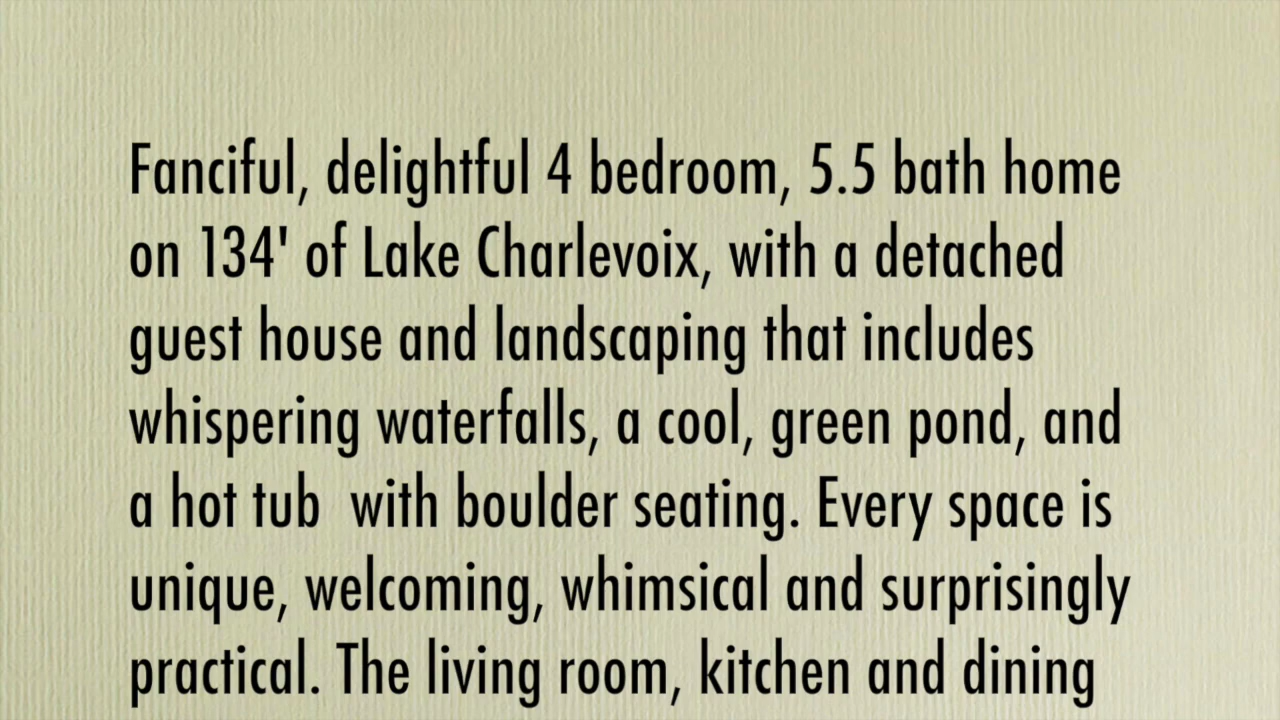 Fanciful, delightful 4 bedroom, 5.5 bath home
on 134' of Lake Charlevoix, with a detached
guest house and landscaping that includes
whispering waterfalls, a cool, green pond, and
a hot tub  with boulder seating. Every space is
unique, welcoming, whimsical and surprisingly
practical. The living room, kitchen and dining